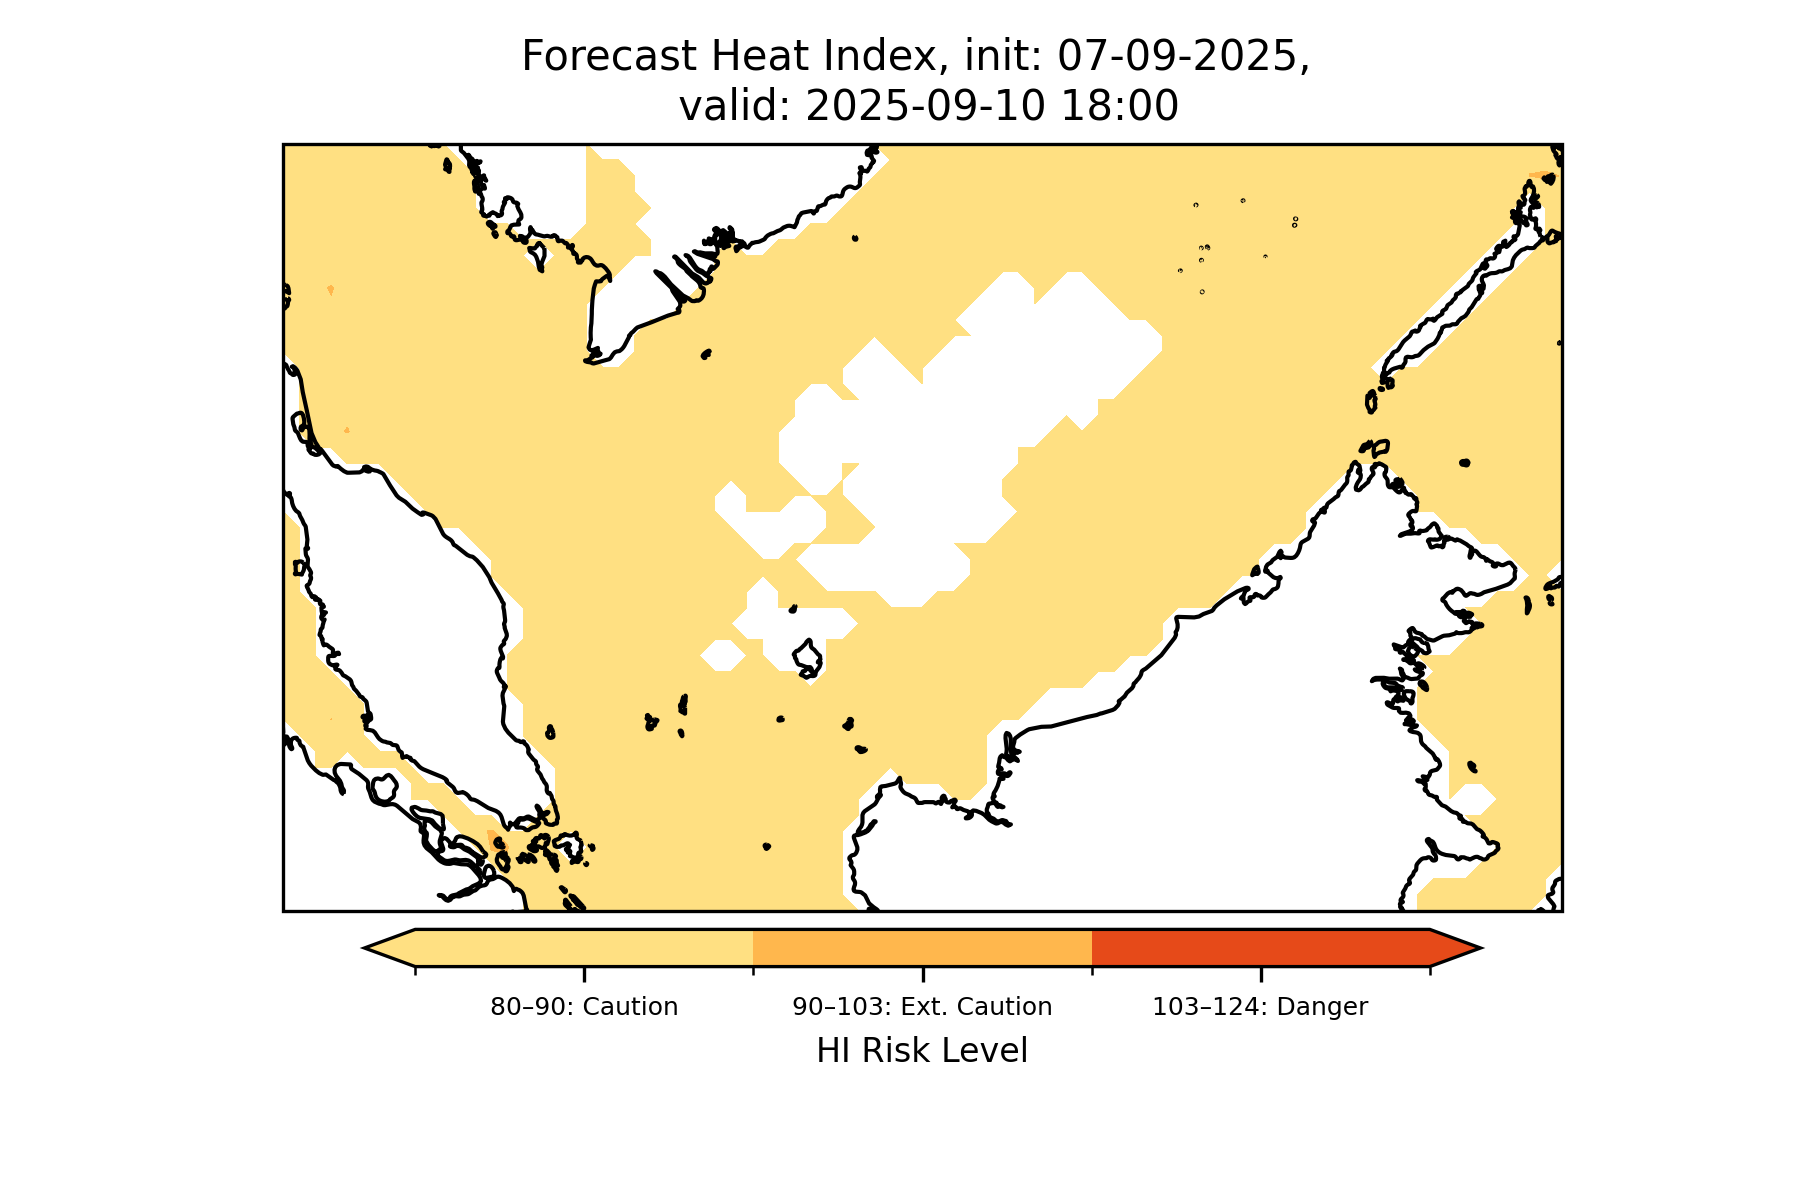 Forecast Heat Index, init: 07-09-2025,
valid: 2025-09-10 18:00
80–90: Caution
90–103: Ext. Caution
103–124: Danger
HI Risk Level